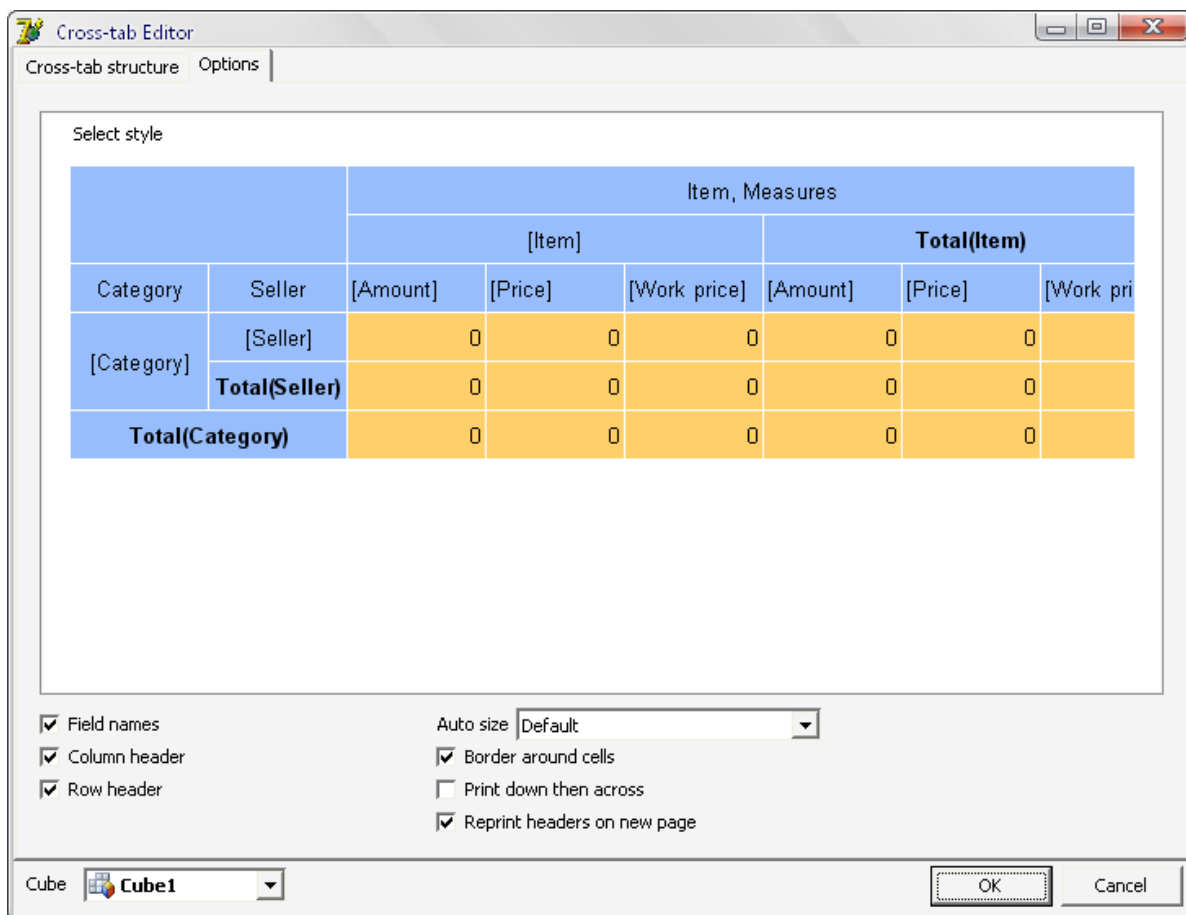 Cross-tab Editor
Cross-tab structure Options
Select style
Item, Measures
[Item] Total(Item)
Category Seller [Amount] [Price] [Work price] [Amount] [Price] [Work pri
[Category] [Seller] 0 0 0 0 0
Total(Seller) 0 0 0 0 0
Total(Category) 0 0 0 0 0
Field names Auto size Default
Column header Border around cells
Row header Print down then across
Reprint headers on new page
Cube Cube1 OK Cancel